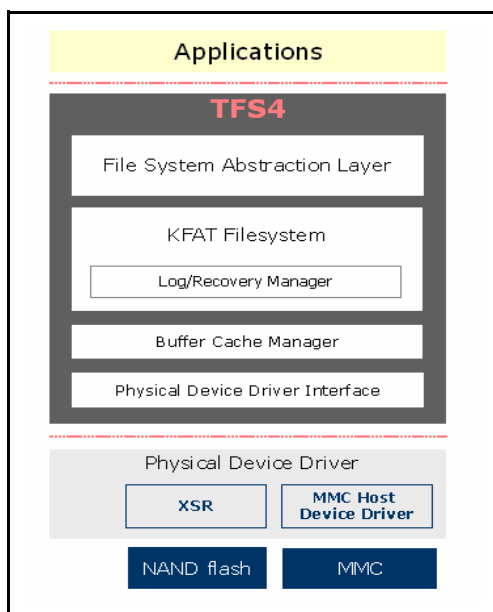 Applications
TFS4
File System Abstraction Layer
KFAT Filesystem
Log/Recovery Manager
Buffer Cache Manager
Physical Device Driver Interface
Physical Device Driver
XSR
MMC Host
Device Driver
NAND flash
MMC